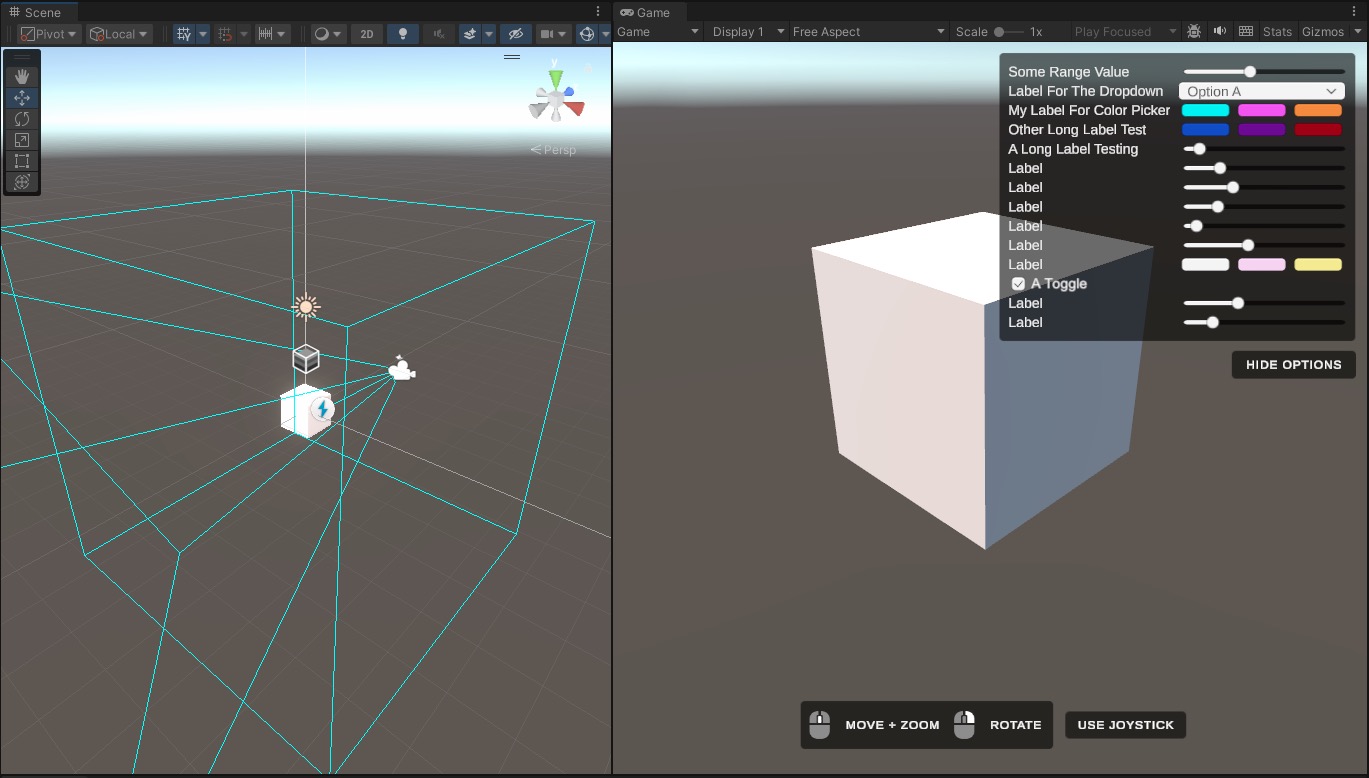 Scene
Game
Pivot
Local
2D
Game
Display 1
Free Aspect
Scale
1x
Play Focused
Stats
Gizmos
y
Persp
Some Range Value
Label For The Dropdown
Option A
My Label For Color Picker
Other Long Label Test
A Long Label Testing
Label
Label
Label
Label
Label
Label
A Toggle
Label
Label
HIDE OPTIONS
MOVE + ZOOM
ROTATE
USE JOYSTICK